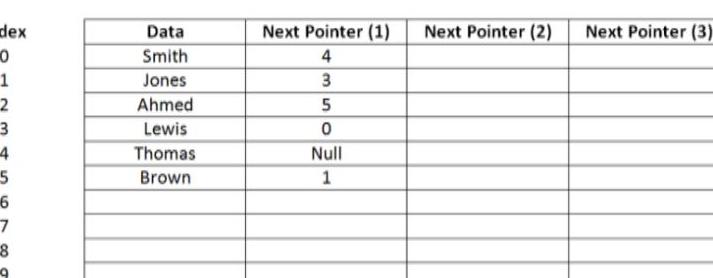 dex Data Next Pointer (1) Next Pointer (2) Next Pointer (3)
0 Smith 4
1 Jones 3
2 Ahmed 5
3 Lewis 0
4 Thomas Null
5 Brown 1
6
7
8
9